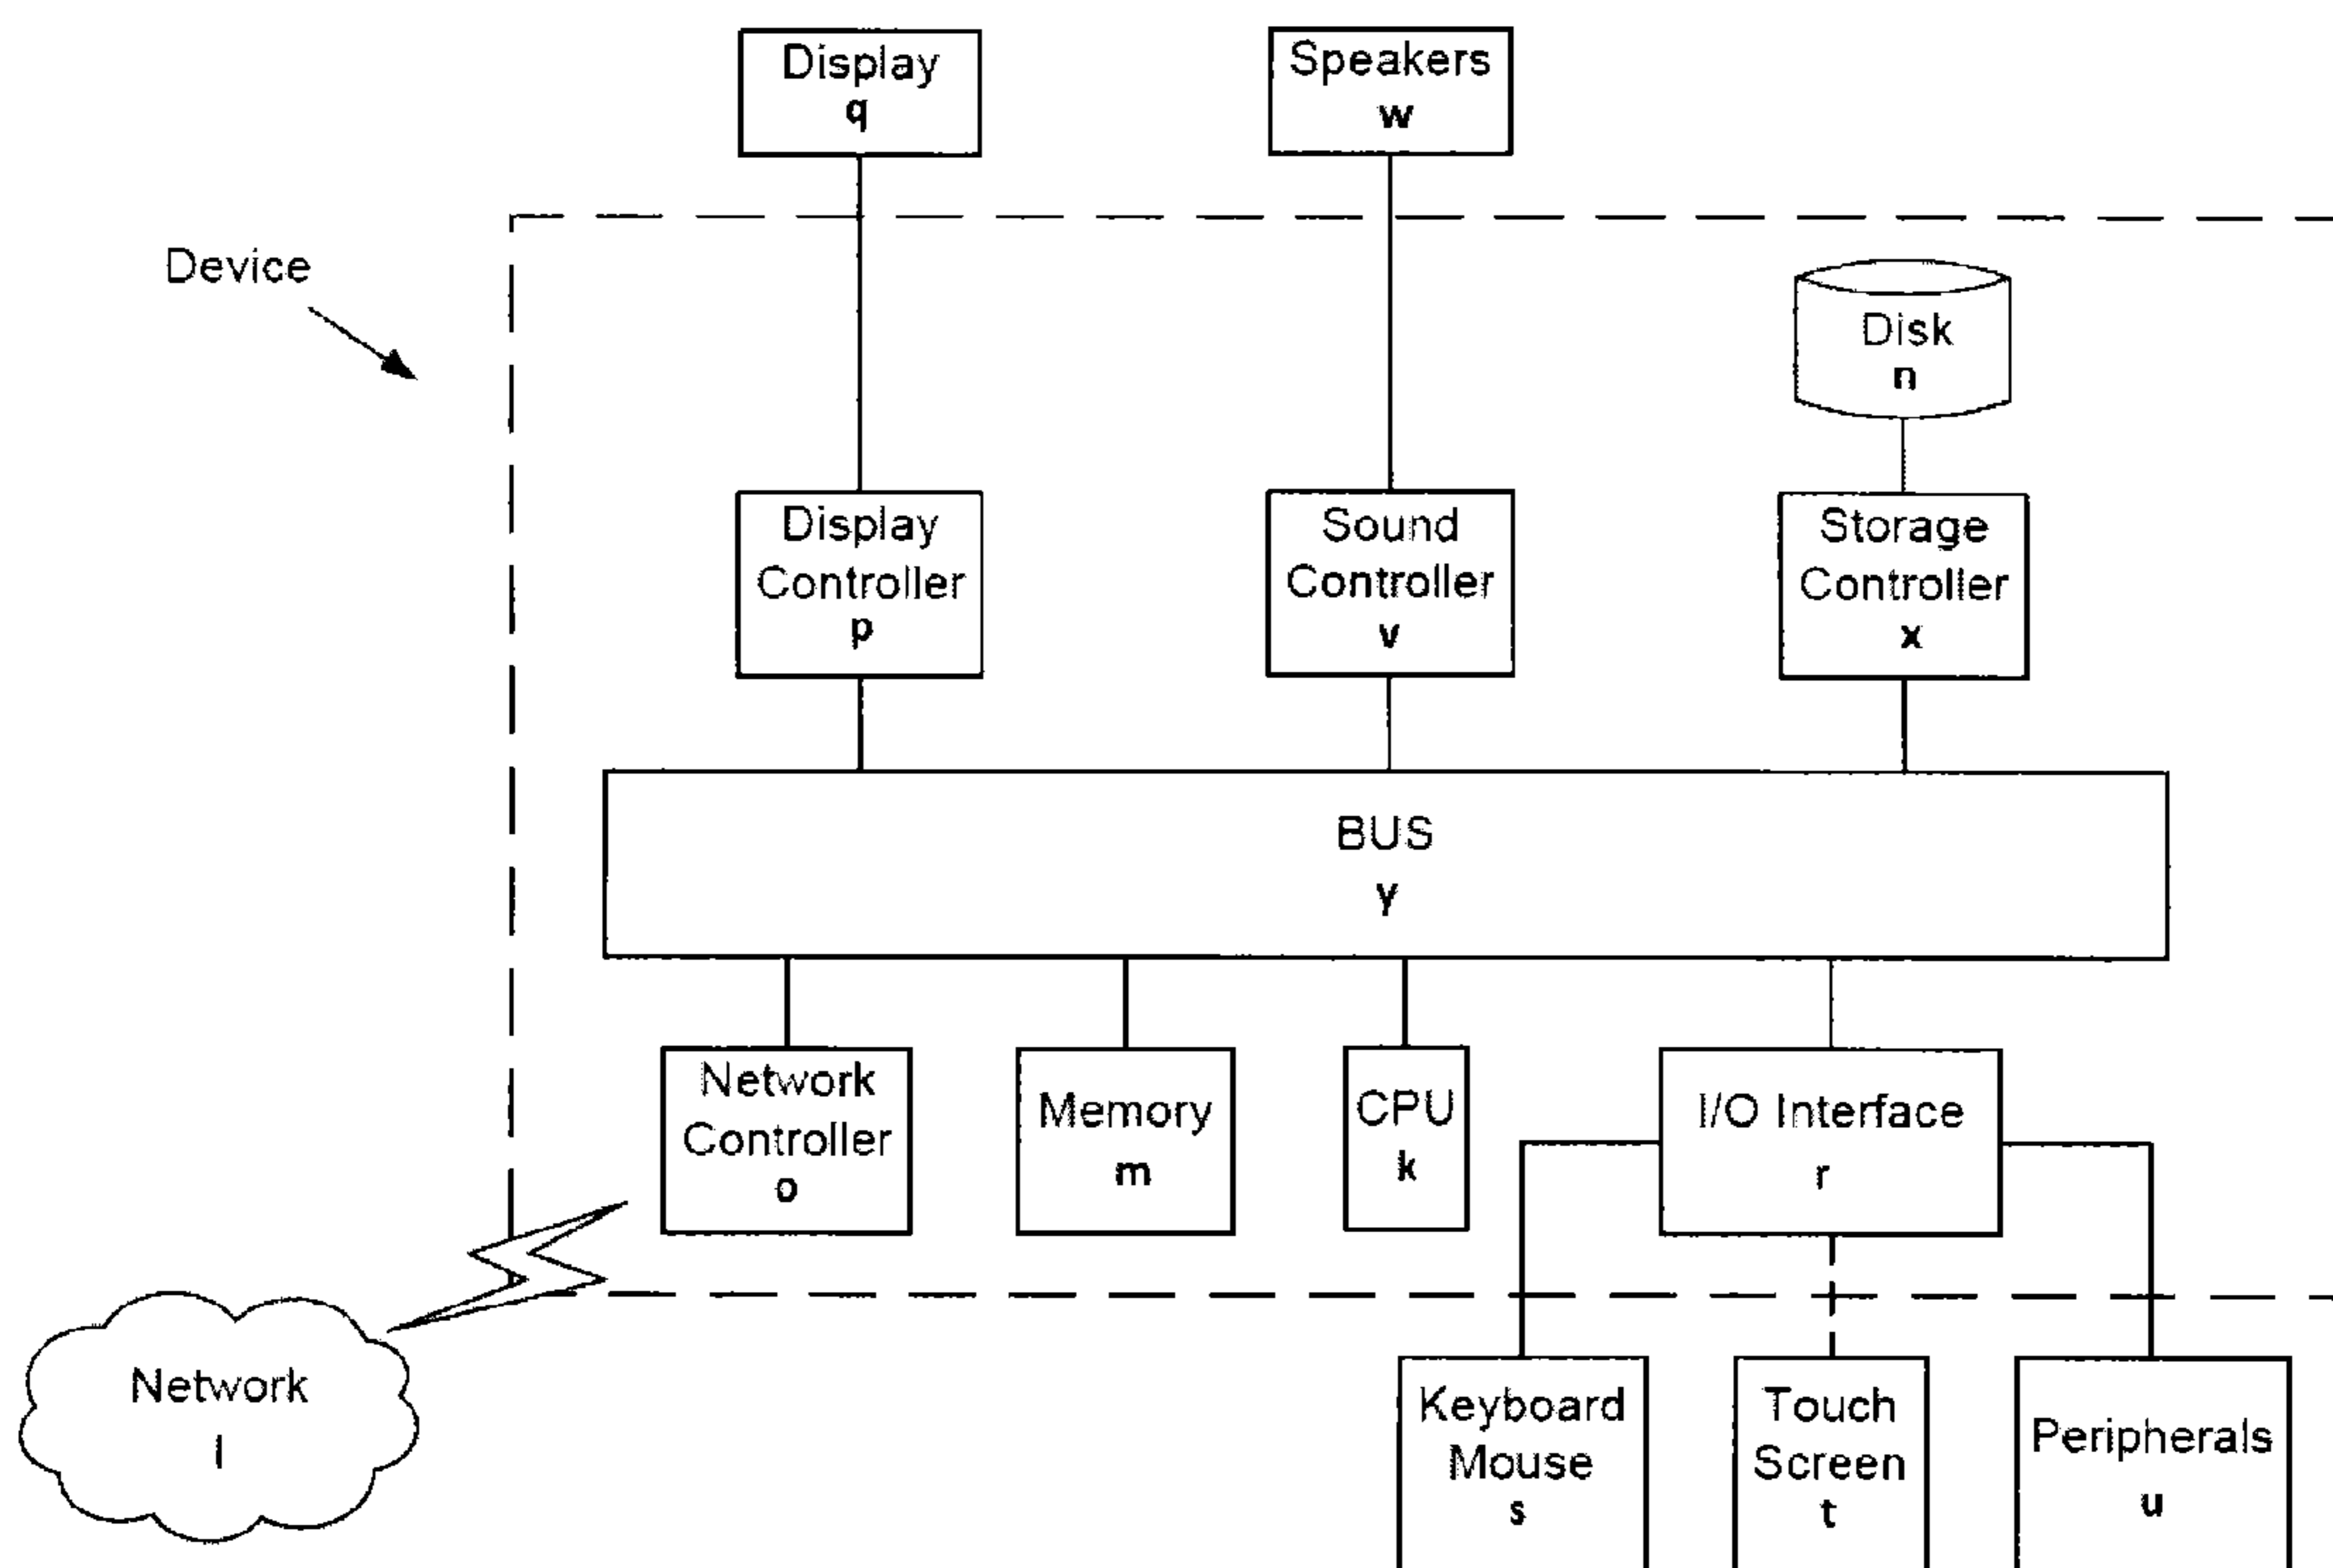 Display
q
Speakers
w
Device
Disk
n
Display
Controller
p
Sound
Controller
v
Storage
Controller
x
BUS
y
Network
Controller
o
Memory
m
CPU
k
I/O Interface
r
Network
l
Keyboard
Mouse
s
Touch
Screen
t
Peripherals
u